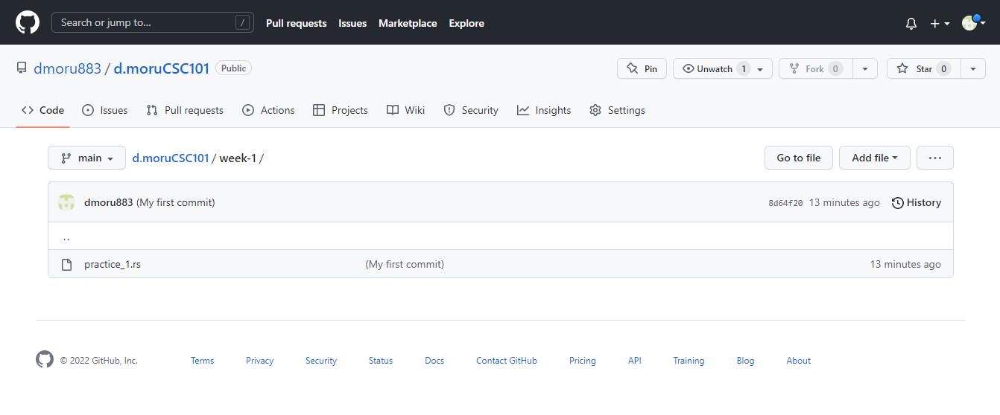 Search or jump to... /
Pull requests Issues Marketplace Explore
dmoru883 / d.moruCSC101 Public
Pin Unwatch 1 Fork 0 Star 0
Code Issues Pull requests Actions Projects Wiki Security Insights Settings
main d.moruCSC101 / week-1 /
Go to file Add file ...
dmoru883 (My first commit) 8d64f20 13 minutes ago History
..
practice_1.rs (My first commit) 13 minutes ago
© 2022 GitHub, Inc. Terms Privacy Security Status Docs Contact GitHub Pricing API Training Blog About